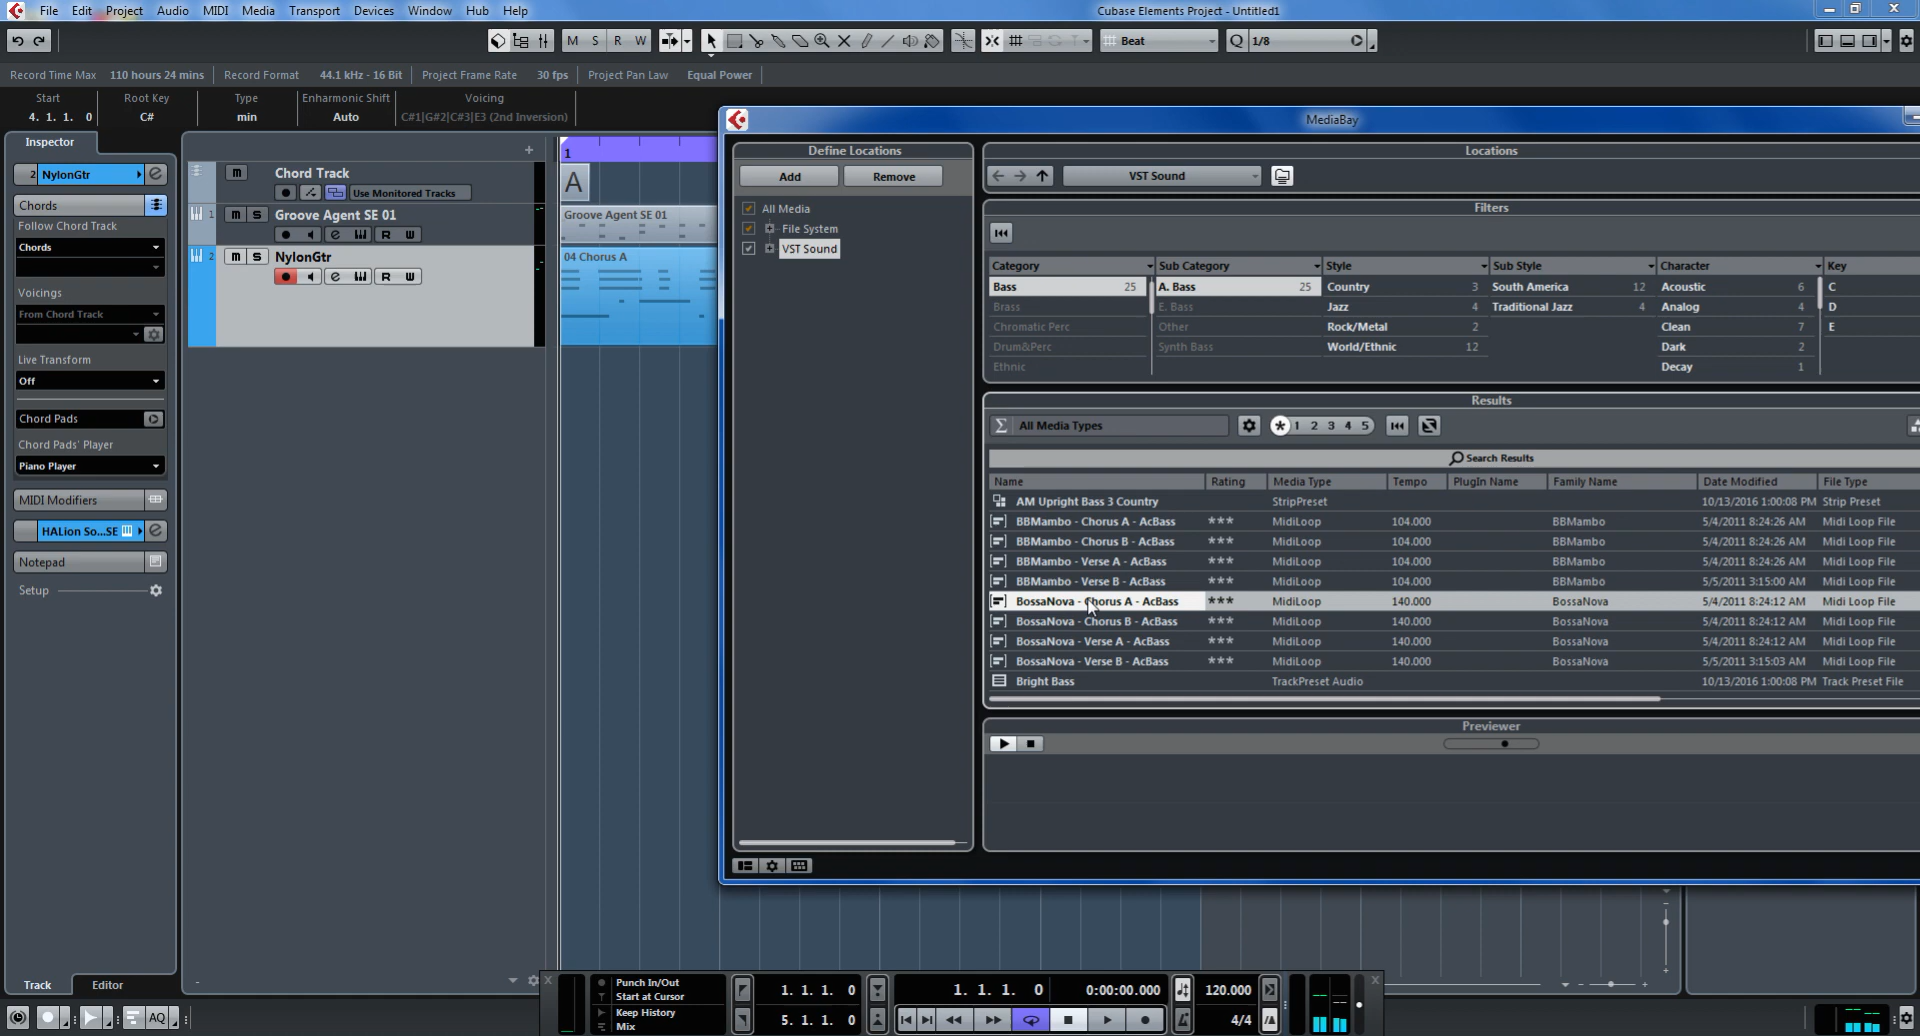 File Edit Project Audio MIDI Media Transport Devices Window Hub Help
Cubase Elements Project - Untitled1
M S R W
Beat
Q 1/8
Record Time Max 110 hours 24 mins Record Format 44.1 kHz - 16 Bit Project Frame Rate 30 fps Project Pan Law Equal Power
Start Root Key Type Enharmonic Shift Voicing
4. 1. 1. 0 C# min Auto C#1|G#2|C#3|E3 (2nd Inversion)
Inspector
2 NylonGtr
Chords
Follow Chord Track
Chords
Voicings
From Chord Track
Live Transform
Off
Chord Pads
Chord Pads' Player
Piano Player
MIDI Modifiers
HALion So...SE
Notepad
Setup
Track Editor
AQ
m Chord Track
Use Monitored Tracks
1 m S Groove Agent SE 01
R W
2 m S NylonGtr
R W
1
A
Groove Agent SE 01
04 Chorus A
MediaBay
Define Locations
Add Remove
All Media
File System
VST Sound
Locations
VST Sound
Filters
Category Sub Category Style Sub Style Character Key
Bass 25 A. Bass 25 Country 3 South America 12 Acoustic 6 C
Brass E. Bass Jazz 4 Traditional Jazz 4 Analog 4 D
Chromatic Perc Other Rock/Metal 2 Clean 7 E
Drum&Perc Synth Bass World/Ethnic 12 Dark 2
Ethnic Decay 1
Results
All Media Types
1 2 3 4 5
Search Results
Name Rating Media Type Tempo PlugIn Name Family Name Date Modified File Type
AM Upright Bass 3 Country StripPreset 10/13/2016 1:00:08 PM Strip Preset
BBMambo - Chorus A - AcBass *** MidiLoop 104.000 BBMambo 5/4/2011 8:24:26 AM Midi Loop File
BBMambo - Chorus B - AcBass *** MidiLoop 104.000 BBMambo 5/4/2011 8:24:26 AM Midi Loop File
BBMambo - Verse A - AcBass *** MidiLoop 104.000 BBMambo 5/4/2011 8:24:26 AM Midi Loop File
BBMambo - Verse B - AcBass *** MidiLoop 104.000 BBMambo 5/5/2011 3:15:00 AM Midi Loop File
BossaNova - Chorus A - AcBass *** MidiLoop 140.000 BossaNova 5/4/2011 8:24:12 AM Midi Loop File
BossaNova - Chorus B - AcBass *** MidiLoop 140.000 BossaNova 5/4/2011 8:24:12 AM Midi Loop File
BossaNova - Verse A - AcBass *** MidiLoop 140.000 BossaNova 5/4/2011 8:24:12 AM Midi Loop File
BossaNova - Verse B - AcBass *** MidiLoop 140.000 BossaNova 5/5/2011 3:15:03 AM Midi Loop File
Bright Bass TrackPreset Audio 10/13/2016 1:00:08 PM Track Preset File
Previewer
Punch In/Out
Start at Cursor
Keep History
Mix
1. 1. 1. 0
5. 1. 1. 0
1. 1. 1. 0 0:00:00.000
120.000
4/4